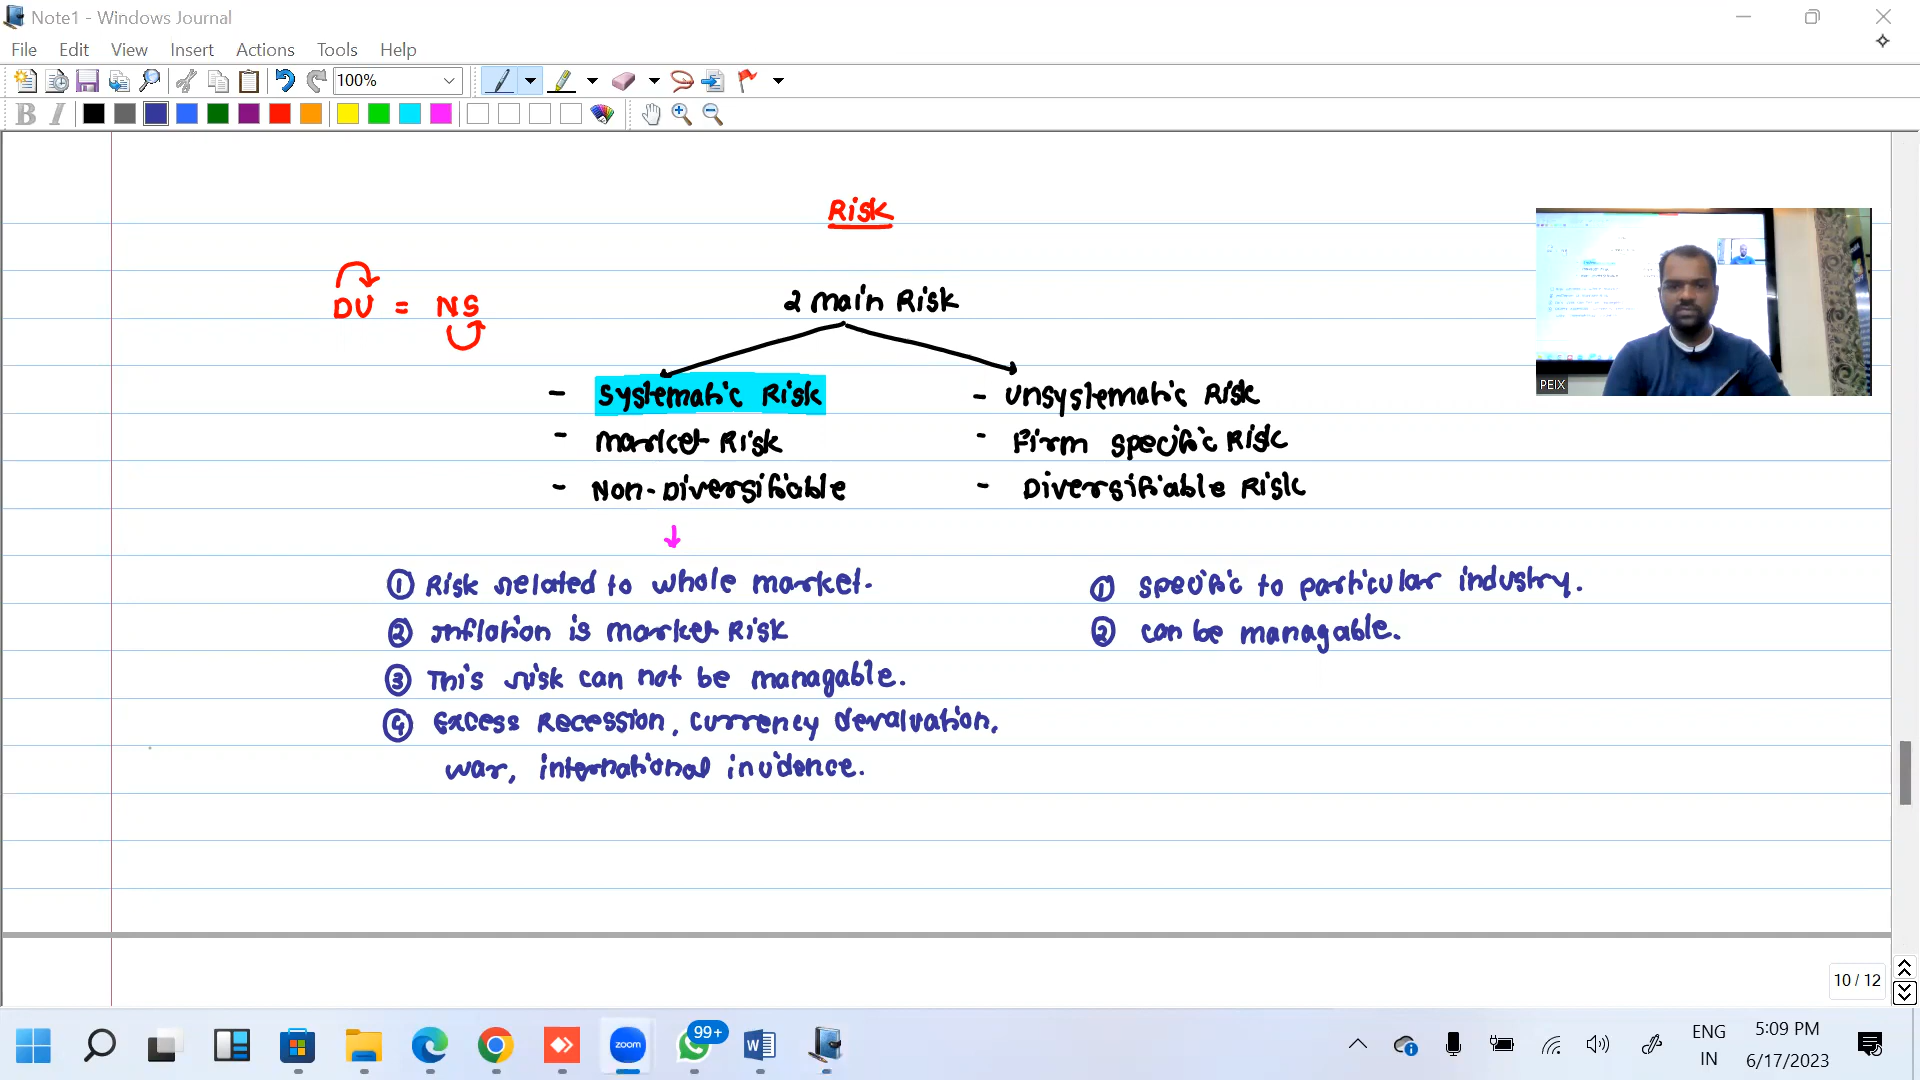 Note1 - Windows Journal
File Edit View Insert Actions Tools Help
100%
B I
Risk
DU = NS
2 main Risk
- Systematic Risk
- Market Risk
- Non-Diversifiable
- Unsystematic Risk
- Firm specific Risk
- Diversifiable Risk
① Risk related to whole market.
② Inflation is Market Risk
③ This risk can not be managable.
④ Excess Recession, currency devaluation,
war, international incidence.
① specific to particular industry.
② can be managable.
PEIX
10 / 12
zoom
99+
ENG
IN
5:09 PM
6/17/2023